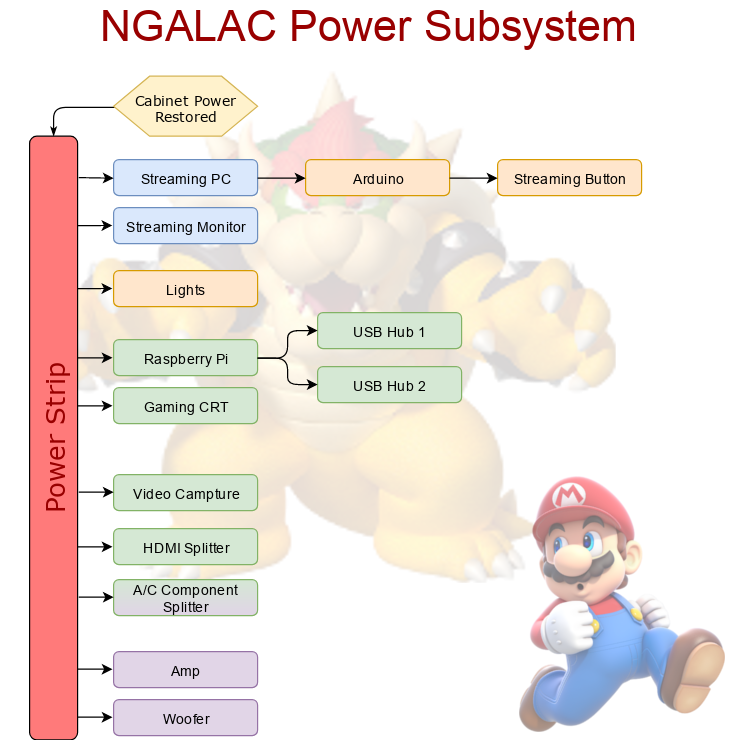 NGALAC Power Subsystem
Cabinet Power
Restored
Power Strip
Streaming PC
Arduino
Streaming Button
Streaming Monitor
Lights
Raspberry Pi
USB Hub 1
USB Hub 2
Gaming CRT
Video Campture
HDMI Splitter
A/C Component
Splitter
Amp
Woofer
M